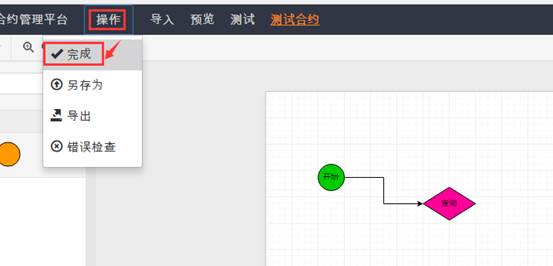 合约管理平台 操作 导入 预览 测试 测试合约
完成
另存为
导出
错误检查
开始
查询